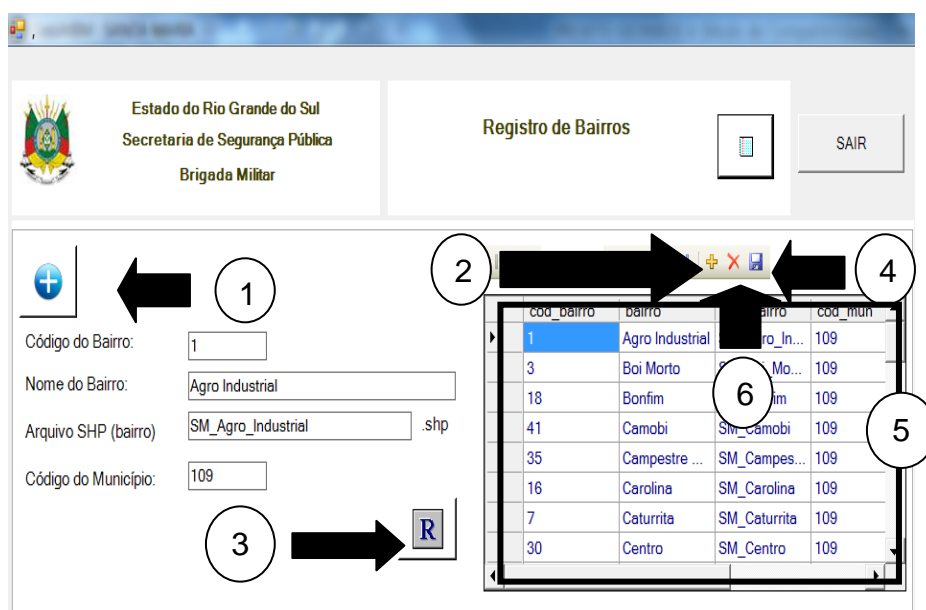 ,
Estado do Rio Grande do Sul
Secretaria de Segurança Pública
Brigada Militar
Registro de Bairros
SAIR
1
2
4
Código do Bairro: 1
Nome do Bairro: Agro Industrial
Arquivo SHP (bairro) SM_Agro_Industrial .shp
Código do Município: 109
3
R
cod_bairro bairro cod_mun
1 Agro Industrial 109
3 Boi Morto 109
18 Bonfim 109
41 Camobi SM_Camobi 109
35 Campestre ... SM_Campes... 109
16 Carolina SM_Carolina 109
7 Caturrita SM_Caturrita 109
30 Centro SM_Centro 109
6
5